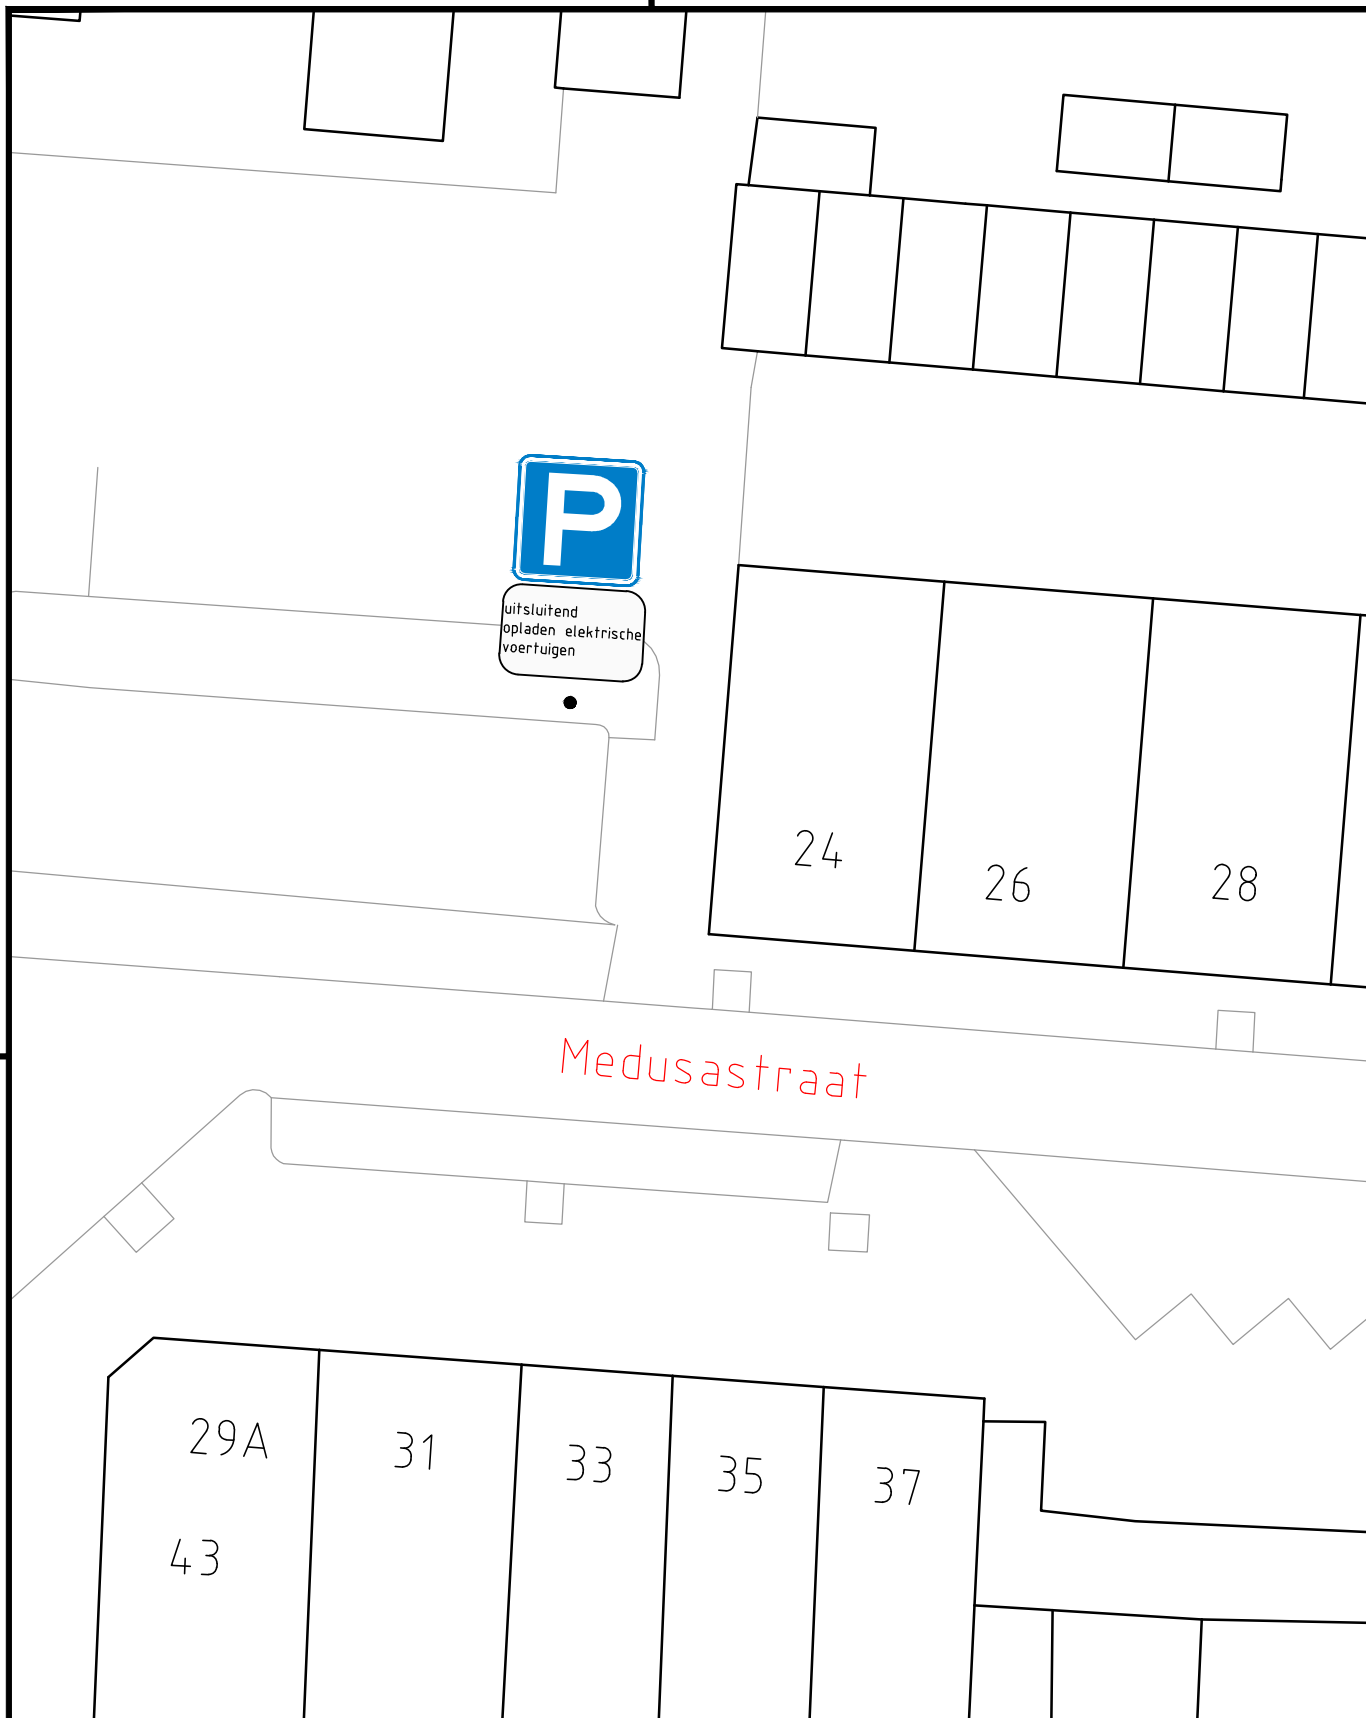 P
uitsluitend
opladen elektrische
voertuigen
24
26
28
Medusastraat
29A
31
33
35
37
43